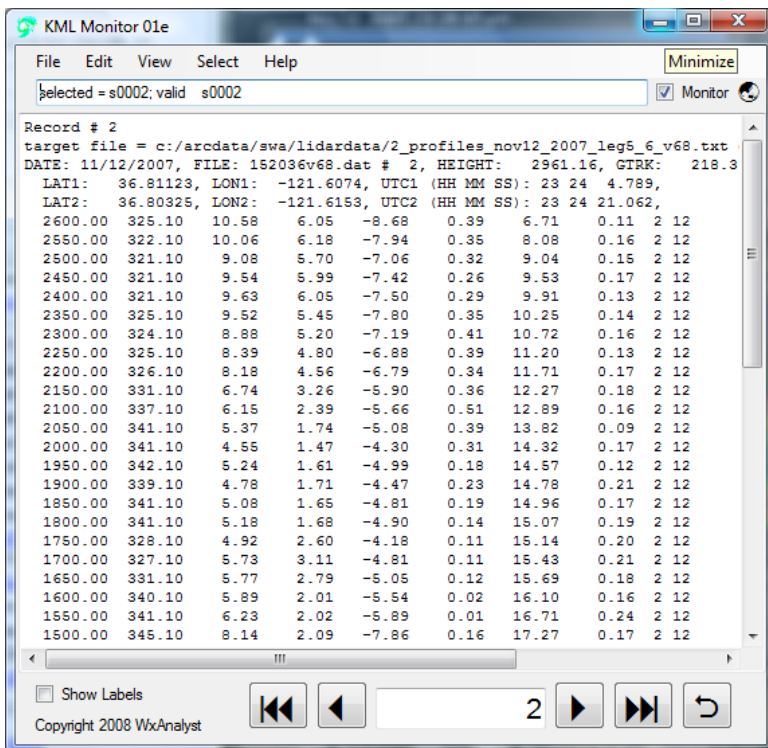 KML Monitor 01e
File Edit View Select Help Minimize
selected = s0002; valid s0002 Monitor
Record # 2
target file = c:/arcdata/swa/lidardata/2_profiles_nov12_2007_leg5_6_v68.txt
DATE: 11/12/2007, FILE: 152036v68.dat # 2, HEIGHT: 2961.16, GTRK: 218.3
LAT1: 36.81123, LON1: -121.6074, UTC1 (HH MM SS): 23 24 4.789,
LAT2: 36.80325, LON2: -121.6153, UTC2 (HH MM SS): 23 24 21.062,
2600.00 325.10 10.58 6.05 -8.68 0.39 6.71 0.11 2 12
2550.00 322.10 10.06 6.18 -7.94 0.35 8.08 0.16 2 12
2500.00 321.10 9.08 5.70 -7.06 0.32 9.04 0.15 2 12
2450.00 321.10 9.54 5.99 -7.42 0.26 9.53 0.17 2 12
2400.00 321.10 9.63 6.05 -7.50 0.29 9.91 0.13 2 12
2350.00 325.10 9.52 5.45 -7.80 0.35 10.25 0.14 2 12
2300.00 324.10 8.88 5.20 -7.19 0.41 10.72 0.16 2 12
2250.00 325.10 8.39 4.80 -6.88 0.39 11.20 0.13 2 12
2200.00 326.10 8.18 4.56 -6.79 0.34 11.71 0.17 2 12
2150.00 331.10 6.74 3.26 -5.90 0.36 12.27 0.18 2 12
2100.00 337.10 6.15 2.39 -5.66 0.51 12.89 0.16 2 12
2050.00 341.10 5.37 1.74 -5.08 0.39 13.82 0.09 2 12
2000.00 341.10 4.55 1.47 -4.30 0.31 14.32 0.17 2 12
1950.00 342.10 5.24 1.61 -4.99 0.18 14.57 0.12 2 12
1900.00 339.10 4.78 1.71 -4.47 0.23 14.78 0.21 2 12
1850.00 341.10 5.08 1.65 -4.81 0.19 14.96 0.17 2 12
1800.00 341.10 5.18 1.68 -4.90 0.14 15.07 0.19 2 12
1750.00 328.10 4.92 2.60 -4.18 0.11 15.14 0.20 2 12
1700.00 327.10 5.73 3.11 -4.81 0.11 15.43 0.21 2 12
1650.00 331.10 5.77 2.79 -5.05 0.12 15.69 0.18 2 12
1600.00 340.10 5.89 2.01 -5.54 0.02 16.10 0.16 2 12
1550.00 341.10 6.23 2.02 -5.89 0.01 16.71 0.24 2 12
1500.00 345.10 8.14 2.09 -7.86 0.16 17.27 0.17 2 12
Show Labels
2
Copyright 2008 WxAnalyst